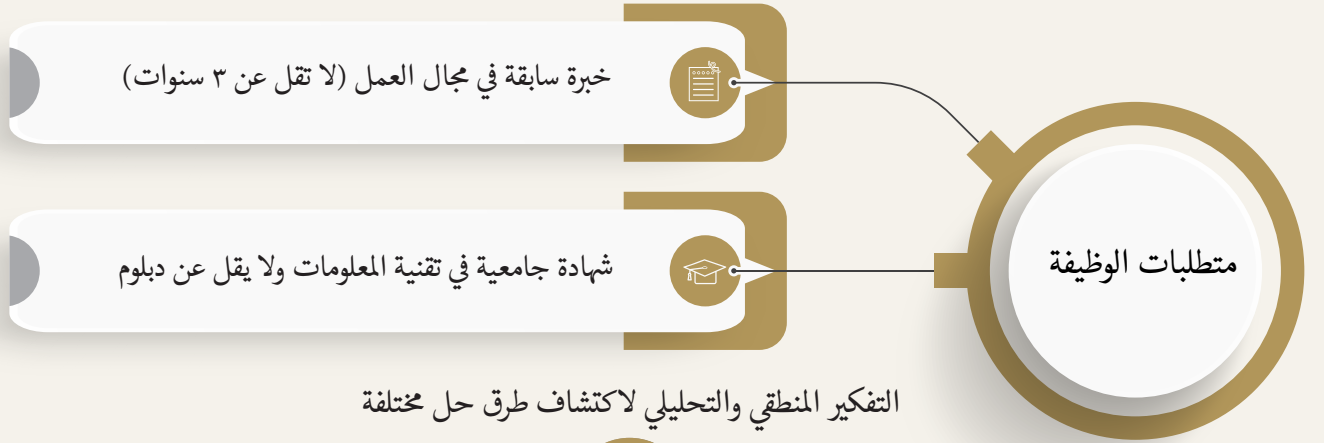 متطلبات الوظيفة
خبرة سابقة في مجال العمل (لا تقل عن ٣ سنوات)
شهادة جامعية في تقنية المعلومات ولا يقل عن دبلوم
التفكير المنطقي والتحليلي لاكتشاف طرق حل مختلفة